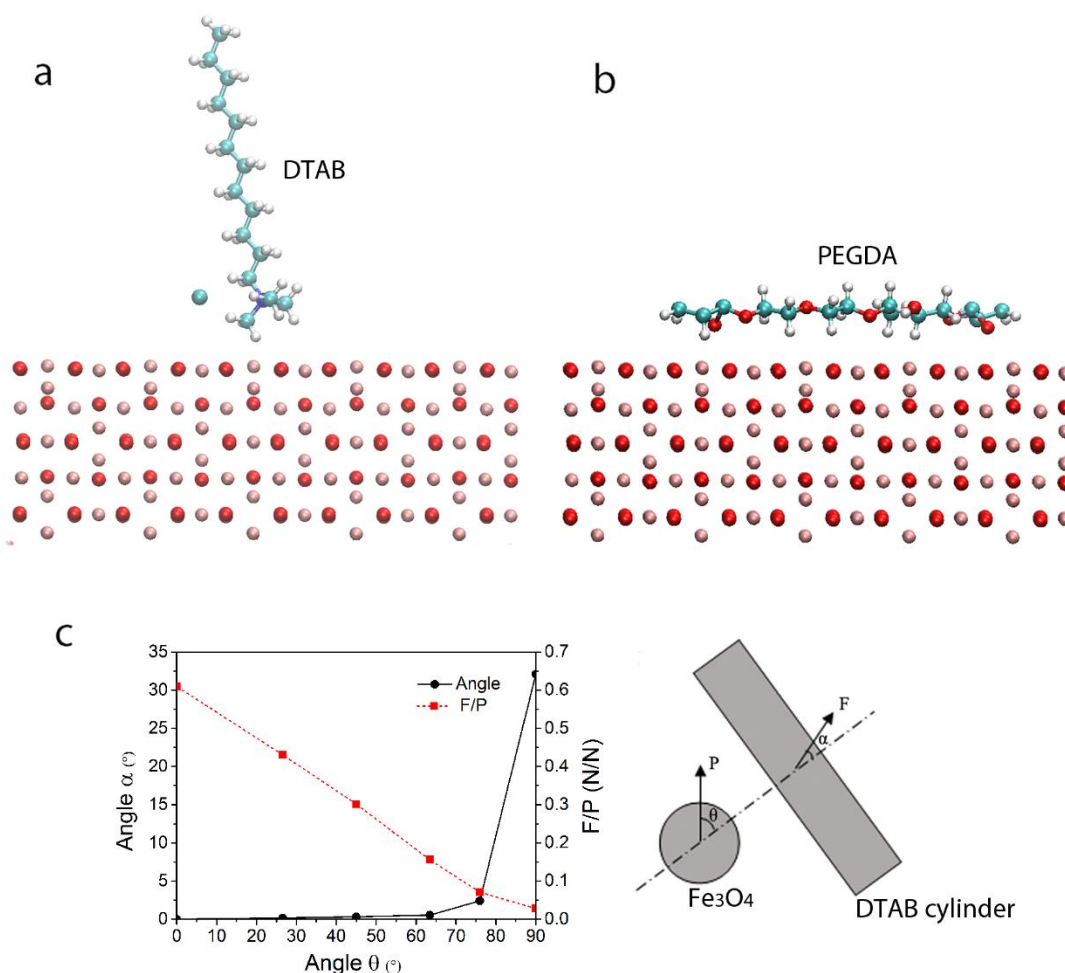 a
DTAB
b
PEGDA
c
35
30
25
20
15
10
5
0
Angle α (°)
0 10 20 30 40 50 60 70 80 90
Angle θ (°)
0.7
0.6
0.5
0.4
0.3
0.2
0.1
0.0
F/P (N/N)
Angle
F/P
F
α
P
θ
Fe3O4
DTAB cylinder